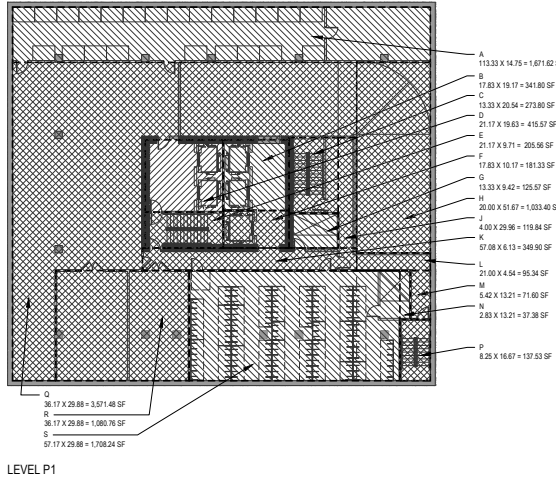 A
113.33 X 14.75 = 1,671.62
B
17.83 X 19.17 = 341.80 SF
C
13.33 X 20.54 = 273.80 SF
D
21.17 X 19.63 = 415.57 SF
E
21.17 X 9.71 = 205.56 SF
F
17.83 X 10.17 = 181.33 SF
G
13.33 X 9.42 = 125.57 SF
H
20.00 X 51.67 = 1,033.40 S
J
4.00 X 29.96 = 119.84 SF
K
57.08 X 6.13 = 349.90 SF
L
21.00 X 4.54 = 95.34 SF
M
5.42 X 13.21 = 71.60 SF
N
2.83 X 13.21 = 37.38 SF
P
8.25 X 16.67 = 137.53 SF
Q
36.17 X 29.88 = 3,571.48 SF
R
36.17 X 29.88 = 1,080.76 SF
S
57.17 X 29.88 = 1,708.24 SF
LEVEL P1